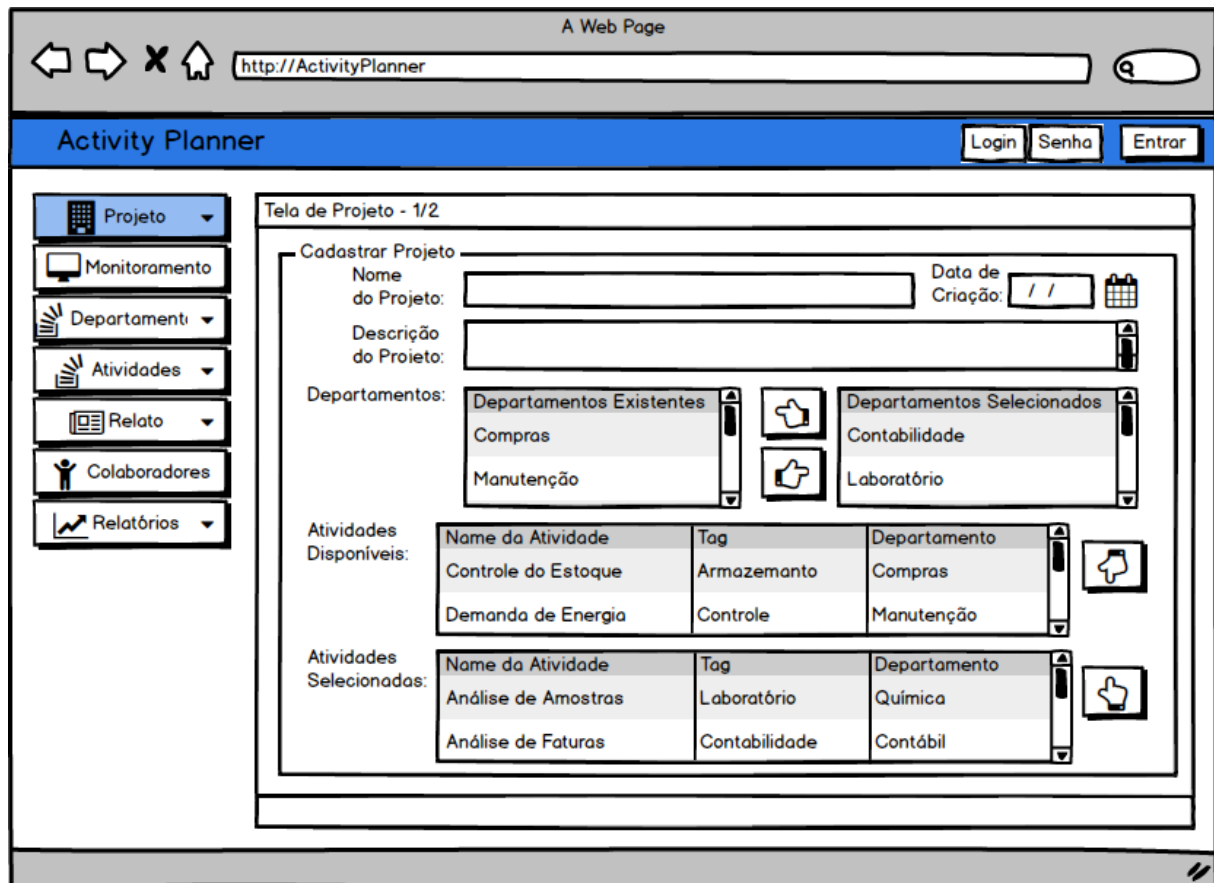 A Web Page
http://ActivityPlanner
Activity Planner
Login
Senha
Entrar
Projeto
Monitoramento
Departament
Atividades
Relato
Colaboradores
Relatórios
Tela de Projeto - 1/2
Cadastrar Projeto
Nome
do Projeto:
Data de
Criação:
/ /
Descrição
do Projeto:
Departamentos:
Departamentos Existentes
Compras
Manutenção
Departamentos Selecionados
Contabilidade
Laboratório
Atividades
Disponíveis:
Name da Atividade Tag Departamento
Controle do Estoque Armazemanto Compras
Demanda de Energia Controle Manutenção
Atividades
Selecionadas:
Name da Atividade Tag Departamento
Análise de Amostras Laboratório Química
Análise de Faturas Contabilidade Contábil